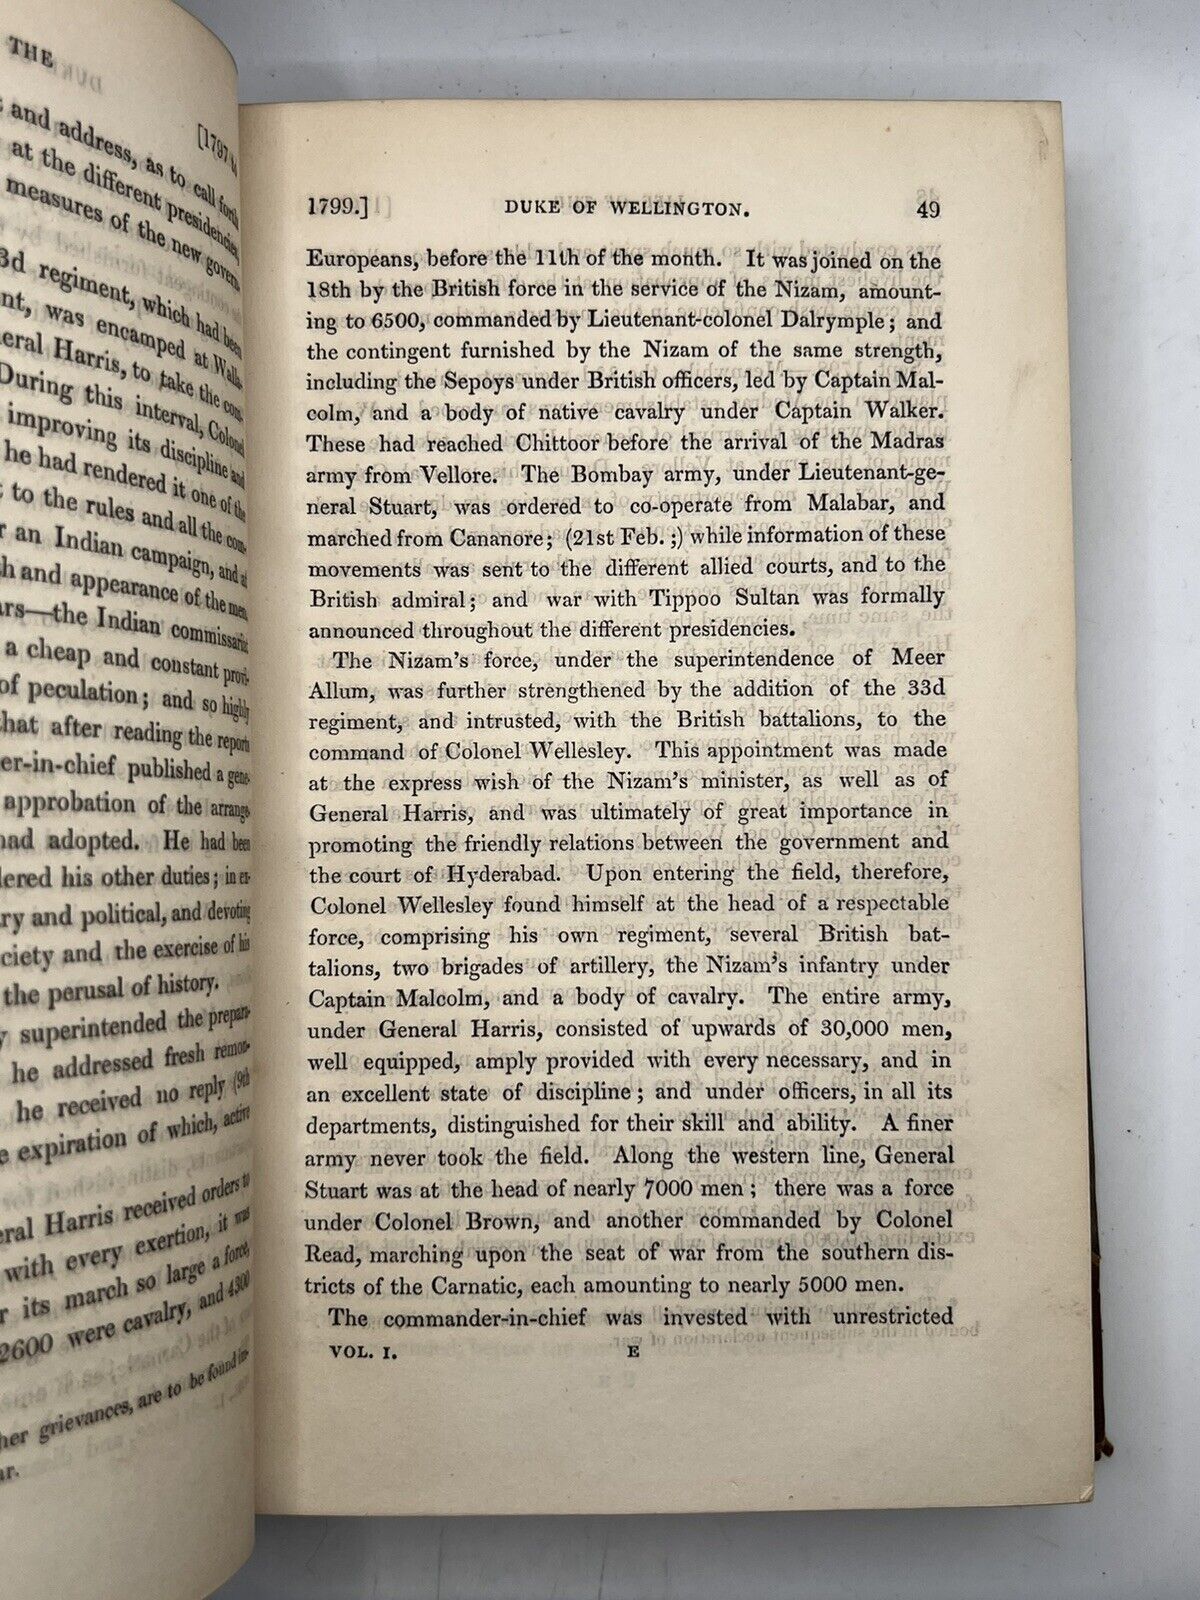 THE
[1797 to
and address, as to call forth
at the different presidencies,
measures of the new govern-
3d regiment, which had been
was encamped at Walla-
eral Harris, to take the com-
During this interval, Colonel
improving its discipline and
he had rendered it one of the
to the rules and all the com-
an Indian campaign, and at
and appearance of the men,
—the Indian commissariat
a cheap and constant provi-
of peculation; and so highly
that after reading the reports
er-in-chief published a gene-
approbation of the arrange-
had adopted. He had been
ered his other duties; in ex-
ry and political, and devoting
ciety and the exercise of his
the perusal of history.
superintended the prepar-
he addressed fresh remon-
he received no reply (9th
expiration of which, active
eral Harris received orders to
with every exertion, it was
its march so large a force,
2600 were cavalry, and 4300
her grievances, are to be found in
1799.] DUKE OF WELLINGTON. 49
Europeans, before the 11th of the month. It was joined on the
18th by the British force in the service of the Nizam, amount-
ing to 6500, commanded by Lieutenant-colonel Dalrymple; and
the contingent furnished by the Nizam of the same strength,
including the Sepoys under British officers, led by Captain Mal-
colm, and a body of native cavalry under Captain Walker.
These had reached Chittoor before the arrival of the Madras
army from Vellore. The Bombay army, under Lieutenant-ge-
neral Stuart, was ordered to co-operate from Malabar, and
marched from Cananore; (21st Feb.;) while information of these
movements was sent to the different allied courts, and to the
British admiral; and war with Tippoo Sultan was formally
announced throughout the different presidencies.
The Nizam's force, under the superintendence of Meer
Allum, was further strengthened by the addition of the 33d
regiment, and intrusted, with the British battalions, to the
command of Colonel Wellesley. This appointment was made
at the express wish of the Nizam's minister, as well as of
General Harris, and was ultimately of great importance in
promoting the friendly relations between the government and
the court of Hyderabad. Upon entering the field, therefore,
Colonel Wellesley found himself at the head of a respectable
force, comprising his own regiment, several British bat-
talions, two brigades of artillery, the Nizam's infantry under
Captain Malcolm, and a body of cavalry. The entire army,
under General Harris, consisted of upwards of 30,000 men,
well equipped, amply provided with every necessary, and in
an excellent state of discipline; and under officers, in all its
departments, distinguished for their skill and ability. A finer
army never took the field. Along the western line, General
Stuart was at the head of nearly 7000 men; there was a force
under Colonel Brown, and another commanded by Colonel
Read, marching upon the seat of war from the southern dis-
tricts of the Carnatic, each amounting to nearly 5000 men.
The commander-in-chief was invested with unrestricted
VOL. I. E